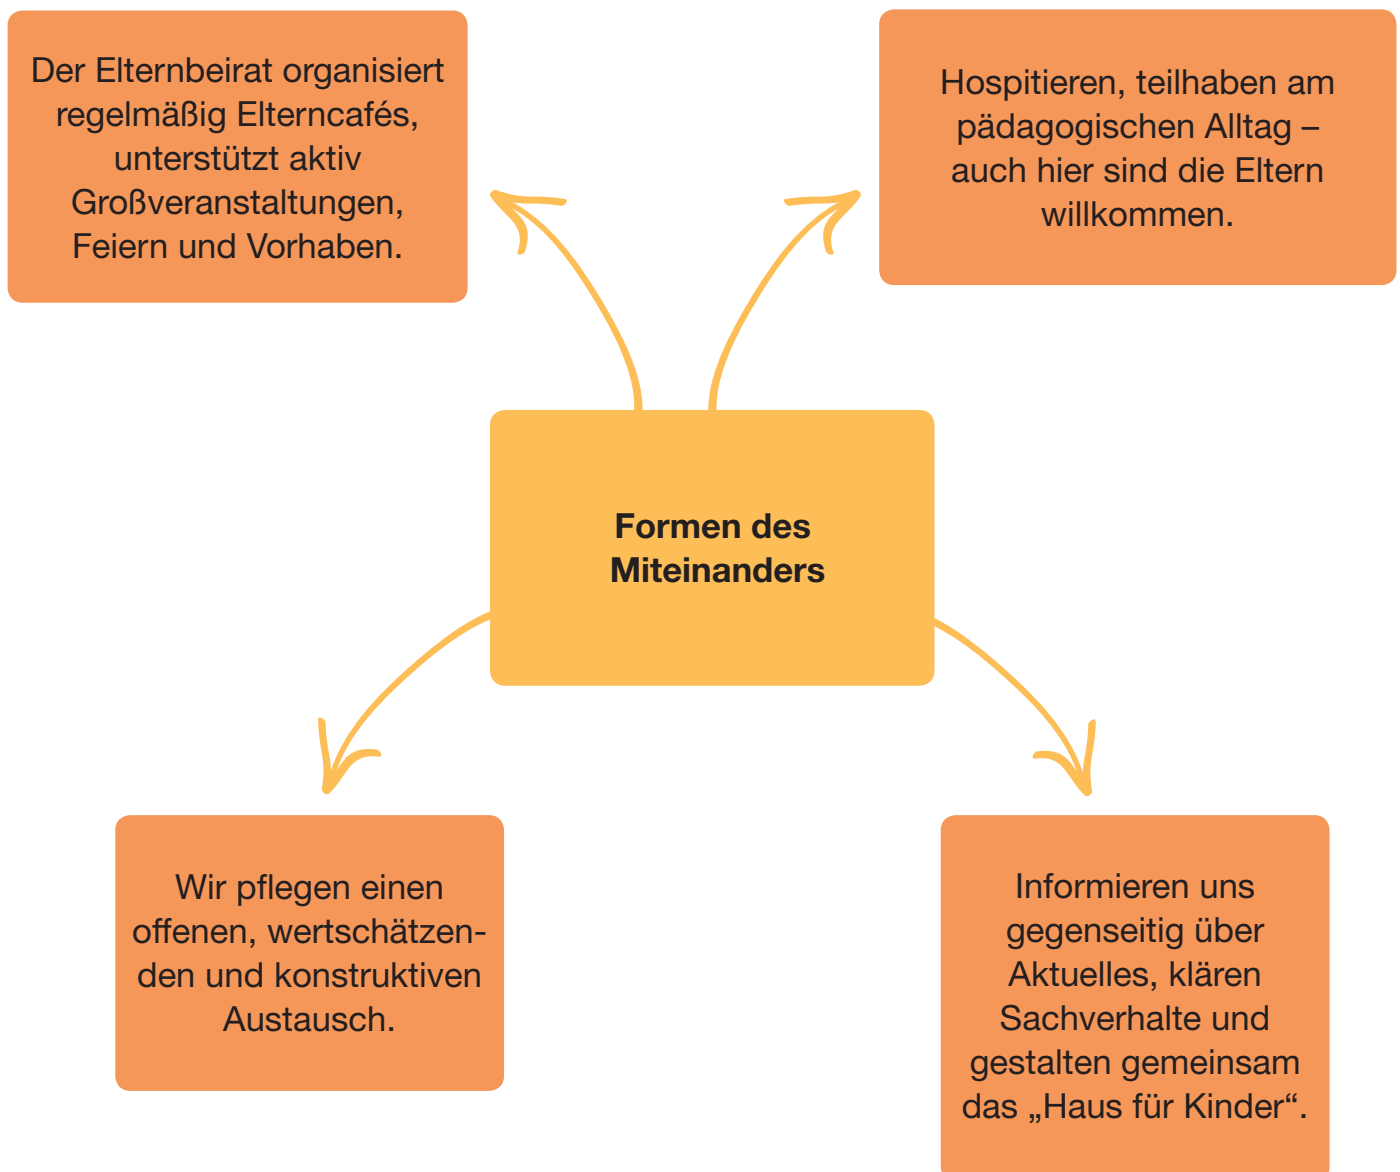 Der Elternbeirat organisiert
regelmäßig Elterncafés,
unterstützt aktiv
Großveranstaltungen,
Feiern und Vorhaben.
Hospitieren, teilhaben am
pädagogischen Alltag –
auch hier sind die Eltern
willkommen.
Formen des
Miteinanders
Wir pflegen einen
offenen, wertschätzen-
den und konstruktiven
Austausch.
Informieren uns
gegenseitig über
Aktuelles, klären
Sachverhalte und
gestalten gemeinsam
das „Haus für Kinder“.